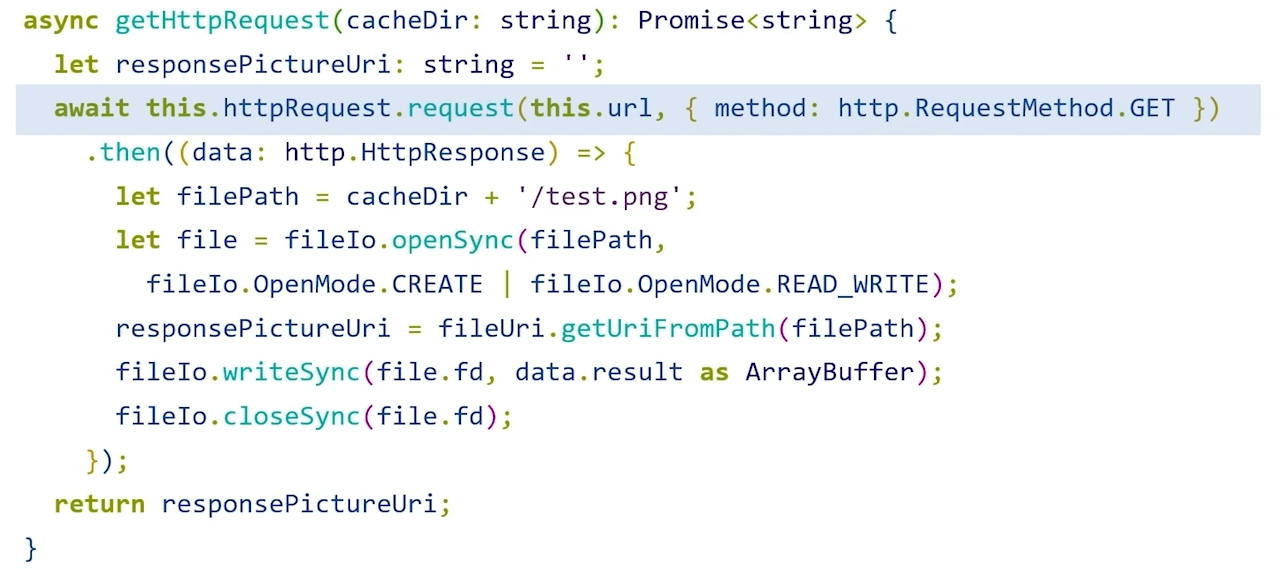 async getHttpRequest(cacheDir: string): Promise<string> {
  let responsePictureUri: string = '';
  await this.httpRequest.request(this.url, { method: http.RequestMethod.GET })
    .then((data: http.HttpResponse) => {
      let filePath = cacheDir + '/test.png';
      let file = fileIo.openSync(filePath,
        fileIo.OpenMode.CREATE | fileIo.OpenMode.READ_WRITE);
      responsePictureUri = fileUri.getUriFromPath(filePath);
      fileIo.writeSync(file.fd, data.result as ArrayBuffer);
      fileIo.closeSync(file.fd);
    });
  return responsePictureUri;
}